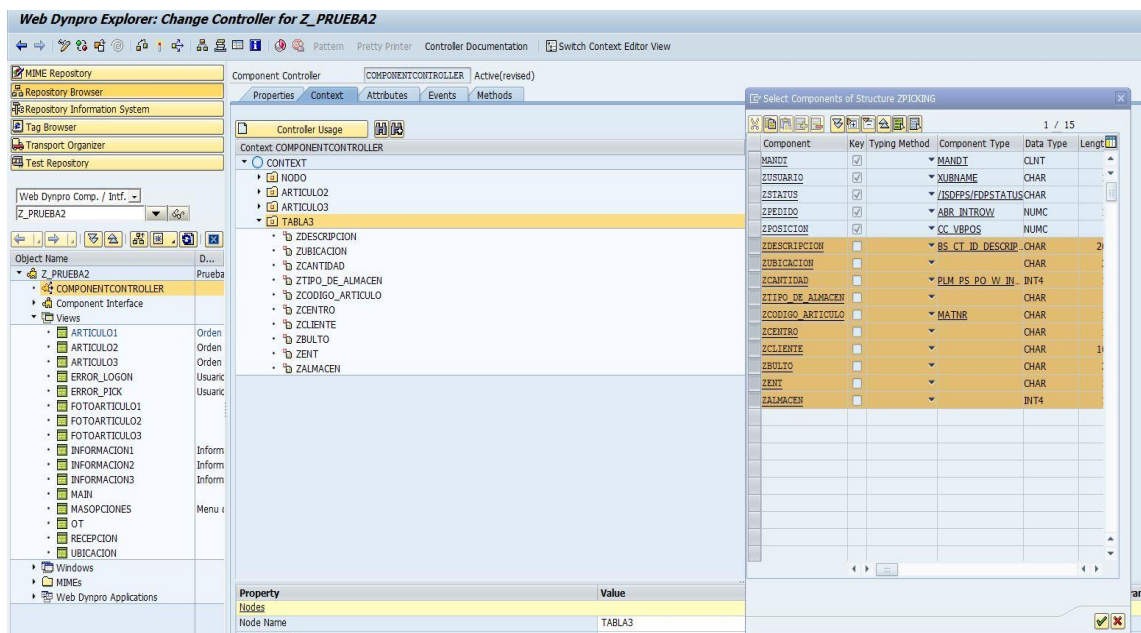 Web Dynpro Explorer: Change Controller for Z_PRUEBA2
Pattern Pretty Printer Controller Documentation Switch Context Editor View
MIME Repository
Repository Browser
Repository Information System
Tag Browser
Transport Organizer
Test Repository
Web Dynpro Comp. / Intf.
Z_PRUEBA2
Object Name D...
Z_PRUEBA2 Prueba
COMPONENTCONTROLLER
Component Interface
Views
ARTICULO1 Orden
ARTICULO2 Orden
ARTICULO3 Orden
ERROR_LOGON Usuaric
ERROR_PICK Usuaric
FOTOARTICULO1
FOTOARTICULO2
FOTOARTICULO3
INFORMACION1 Inform
INFORMACION2 Inform
INFORMACION3 Inform
MAIN
MASOPCIONES Menu
OT
RECEPCION
UBICACION
Windows
MIMEs
Web Dynpro Applications
Component Controller COMPONENTCONTROLLER Active(revised)
Properties Context Attributes Events Methods
Controller Usage
Context COMPONENTCONTROLLER
CONTEXT
NODO
ARTICULO2
ARTICULO3
TABLA3
ZDESCRIPCION
ZUBICACION
ZCANTIDAD
ZTIPO_DE_ALMACEN
ZCODIGO_ARTICULO
ZCENTRO
ZCLIENTE
ZBULTO
ZENT
ZALMACEN
Property Value
Nodes
Node Name TABLA3
Select Components of Structure ZPICKING
1 / 15
Component Key Typing Method Component Type Data Type Lengt
MANDT MANDT CLNT
ZUSUARIO XUBNAME CHAR
ZSTATUS /ISDFPS/FDPSTATUS CHAR
ZPEDIDO ABR_INTROW NUMC
ZPOSICION CC_VBPOS NUMC
ZDESCRIPCION BS_CT_ID_DESCRIP.. CHAR
ZUBICACION CHAR
ZCANTIDAD PLM_PS_PO_W_IN.. INT4
ZTIPO_DE_ALMACEN CHAR
ZCODIGO_ARTICULO MATNR CHAR
ZCENTRO CHAR
ZCLIENTE CHAR
ZBULTO CHAR
ZENT CHAR
ZALMACEN INT4